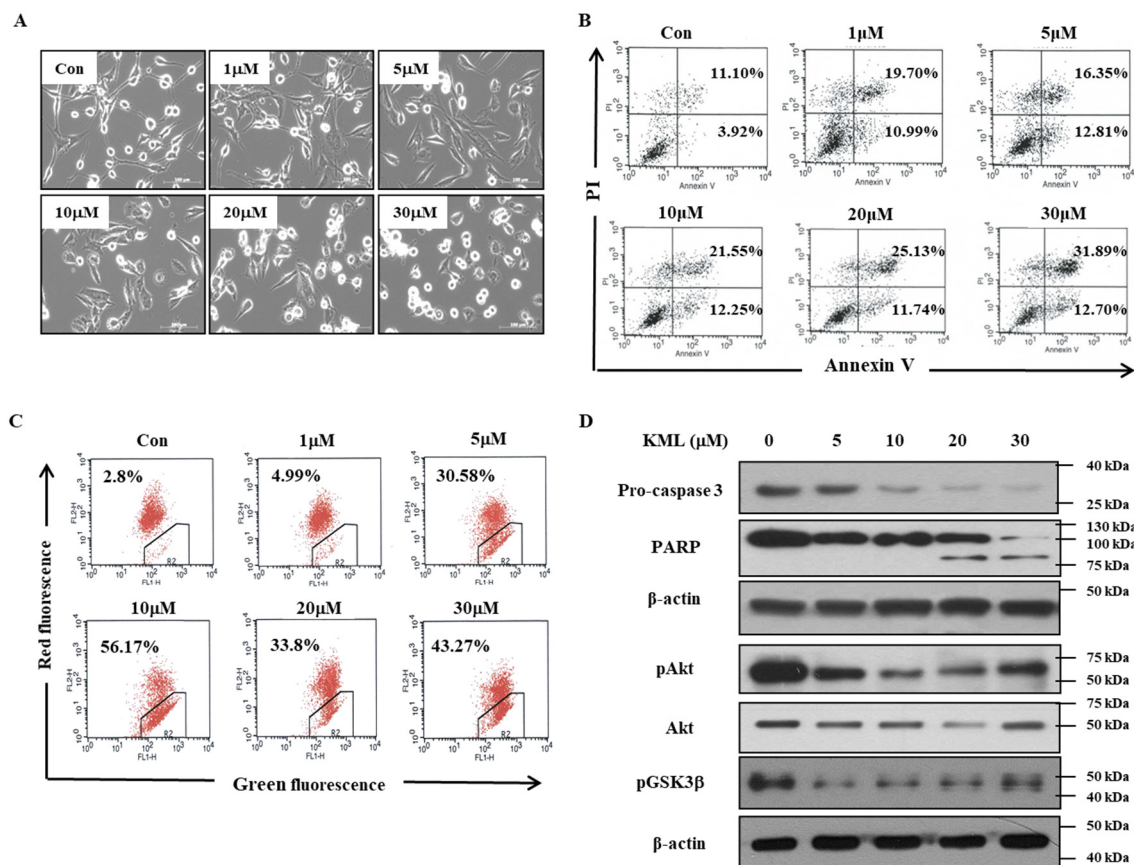 A
Con
1µM
5µM
10µM
20µM
30µM
B
Con
1µM
5µM
11.10%
3.92%
19.70%
10.99%
16.35%
12.81%
10µM
20µM
30µM
21.55%
12.25%
25.13%
11.74%
31.89%
12.70%
PI
Annexin V
C
Con
1µM
5µM
2.8%
4.99%
30.58%
10µM
20µM
30µM
56.17%
33.8%
43.27%
FL2-H
FL1-H
R2
Red fluorescence
Green fluorescence
D
KML (µM) 0 5 10 20 30
Pro-caspase 3
40 kDa
25 kDa
PARP
130 kDa
100 kDa
75 kDa
β-actin
50 kDa
pAkt
75 kDa
50 kDa
Akt
75 kDa
50 kDa
pGSK3β
50 kDa
40 kDa
β-actin
50 kDa
40 kDa